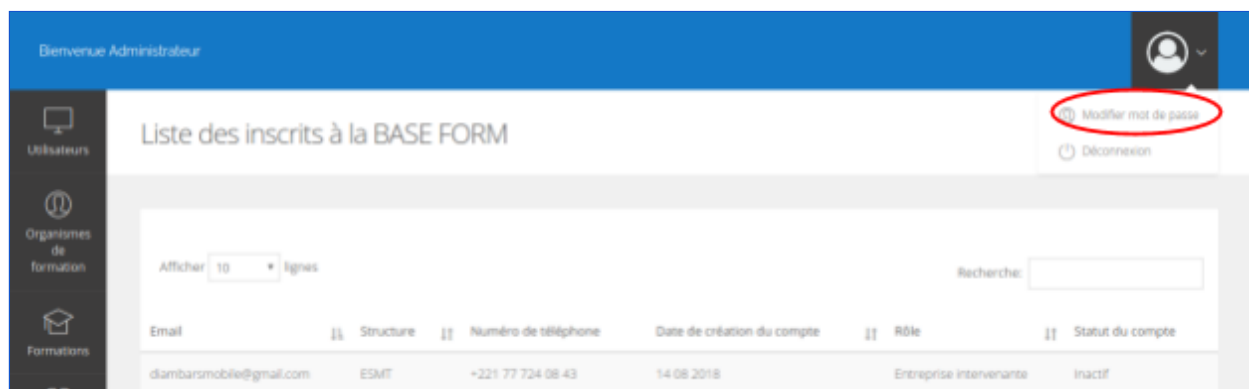 Bienvenue Administrateur
Modifier mot de passe
Déconnexion
Utilisateurs
Organismes
de
formation
Formations
Liste des inscrits à la BASE FORM
Afficher 10 lignes
Recherche:
Email Structure Numéro de téléphone Date de création du compte Rôle Statut du compte
diambarsmobile@gmail.com ESMT +221 77 724 08 43 14 08 2018 Entreprise intervenante Inactif